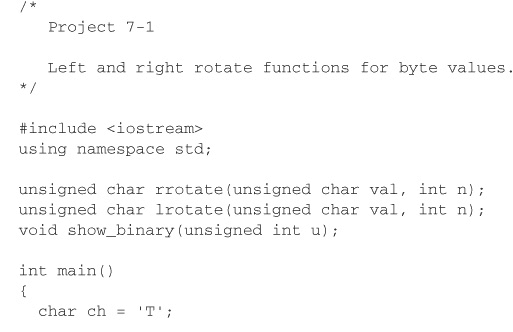 /*
Project 7-1
Left and right rotate functions for byte values.
*/
#include <iostream>
using namespace std;
unsigned char rrotate(unsigned char val, int n);
unsigned char lrotate(unsigned char val, int n);
void show_binary(unsigned int u);
int main()
{
char ch = 'T';